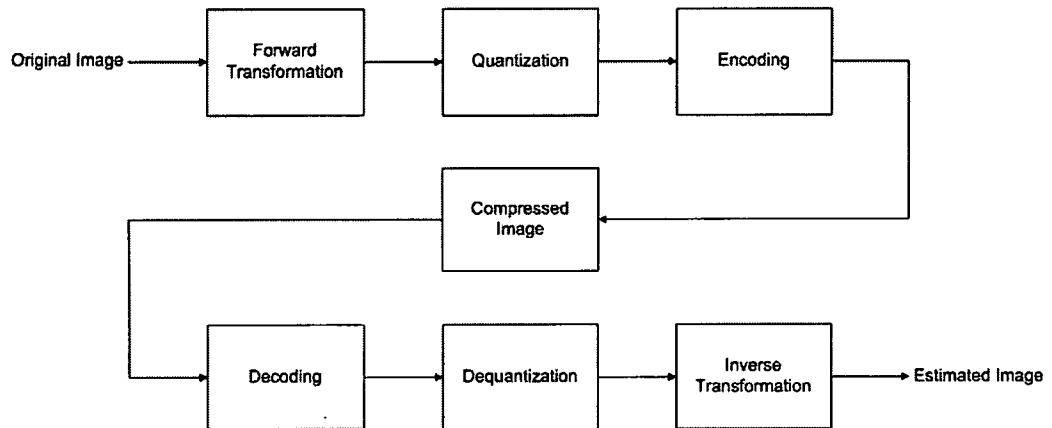 Original Image
Forward
Transformation
Quantization
Encoding
Compressed
Image
Decoding
Dequantization
Inverse
Transformation
Estimated Image